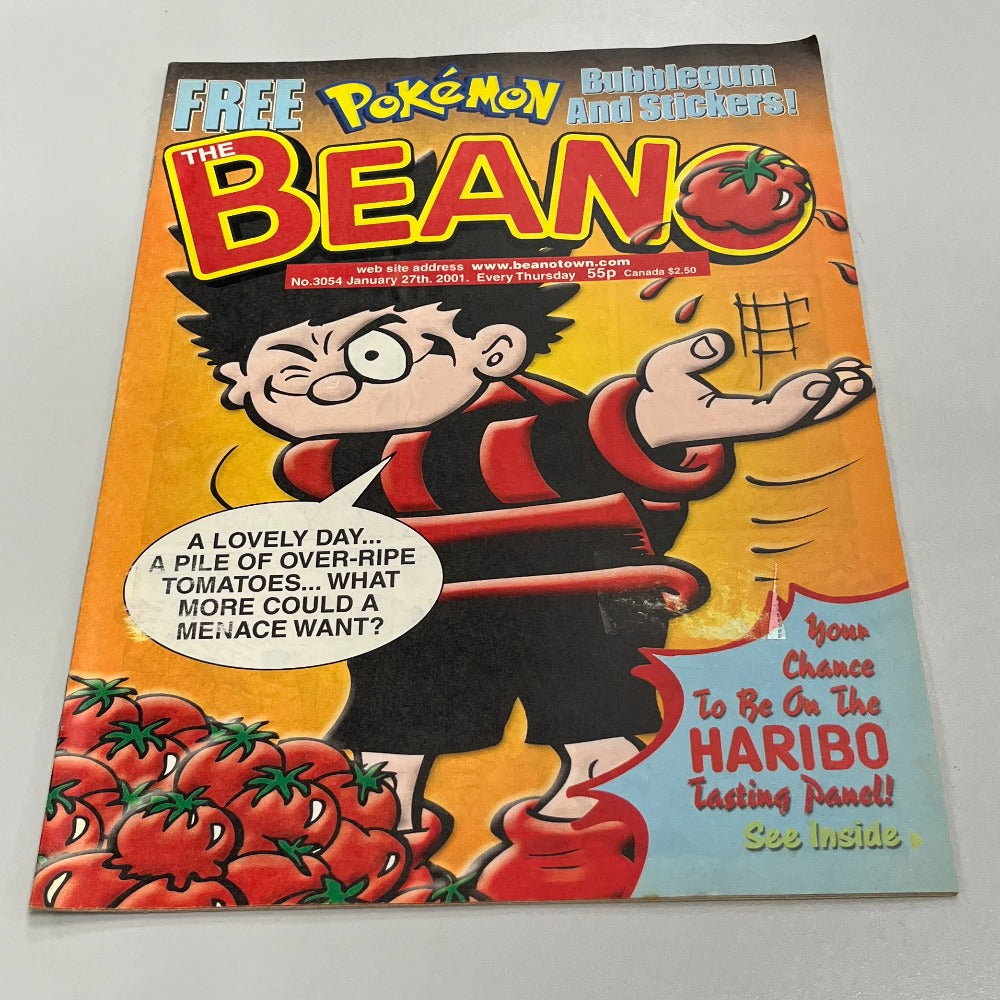 FREE POKéMON Bubblegum
And Stickers!
THE
BEANO
web site address www.beanotown.com
No.3054 January 27th. 2001. Every Thursday 55p Canada $2.50
A LOVELY DAY...
A PILE OF OVER-RIPE
TOMATOES... WHAT
MORE COULD A
MENACE WANT?
Your
Chance
To Be On The
HARIBO
Tasting Panel!
See Inside